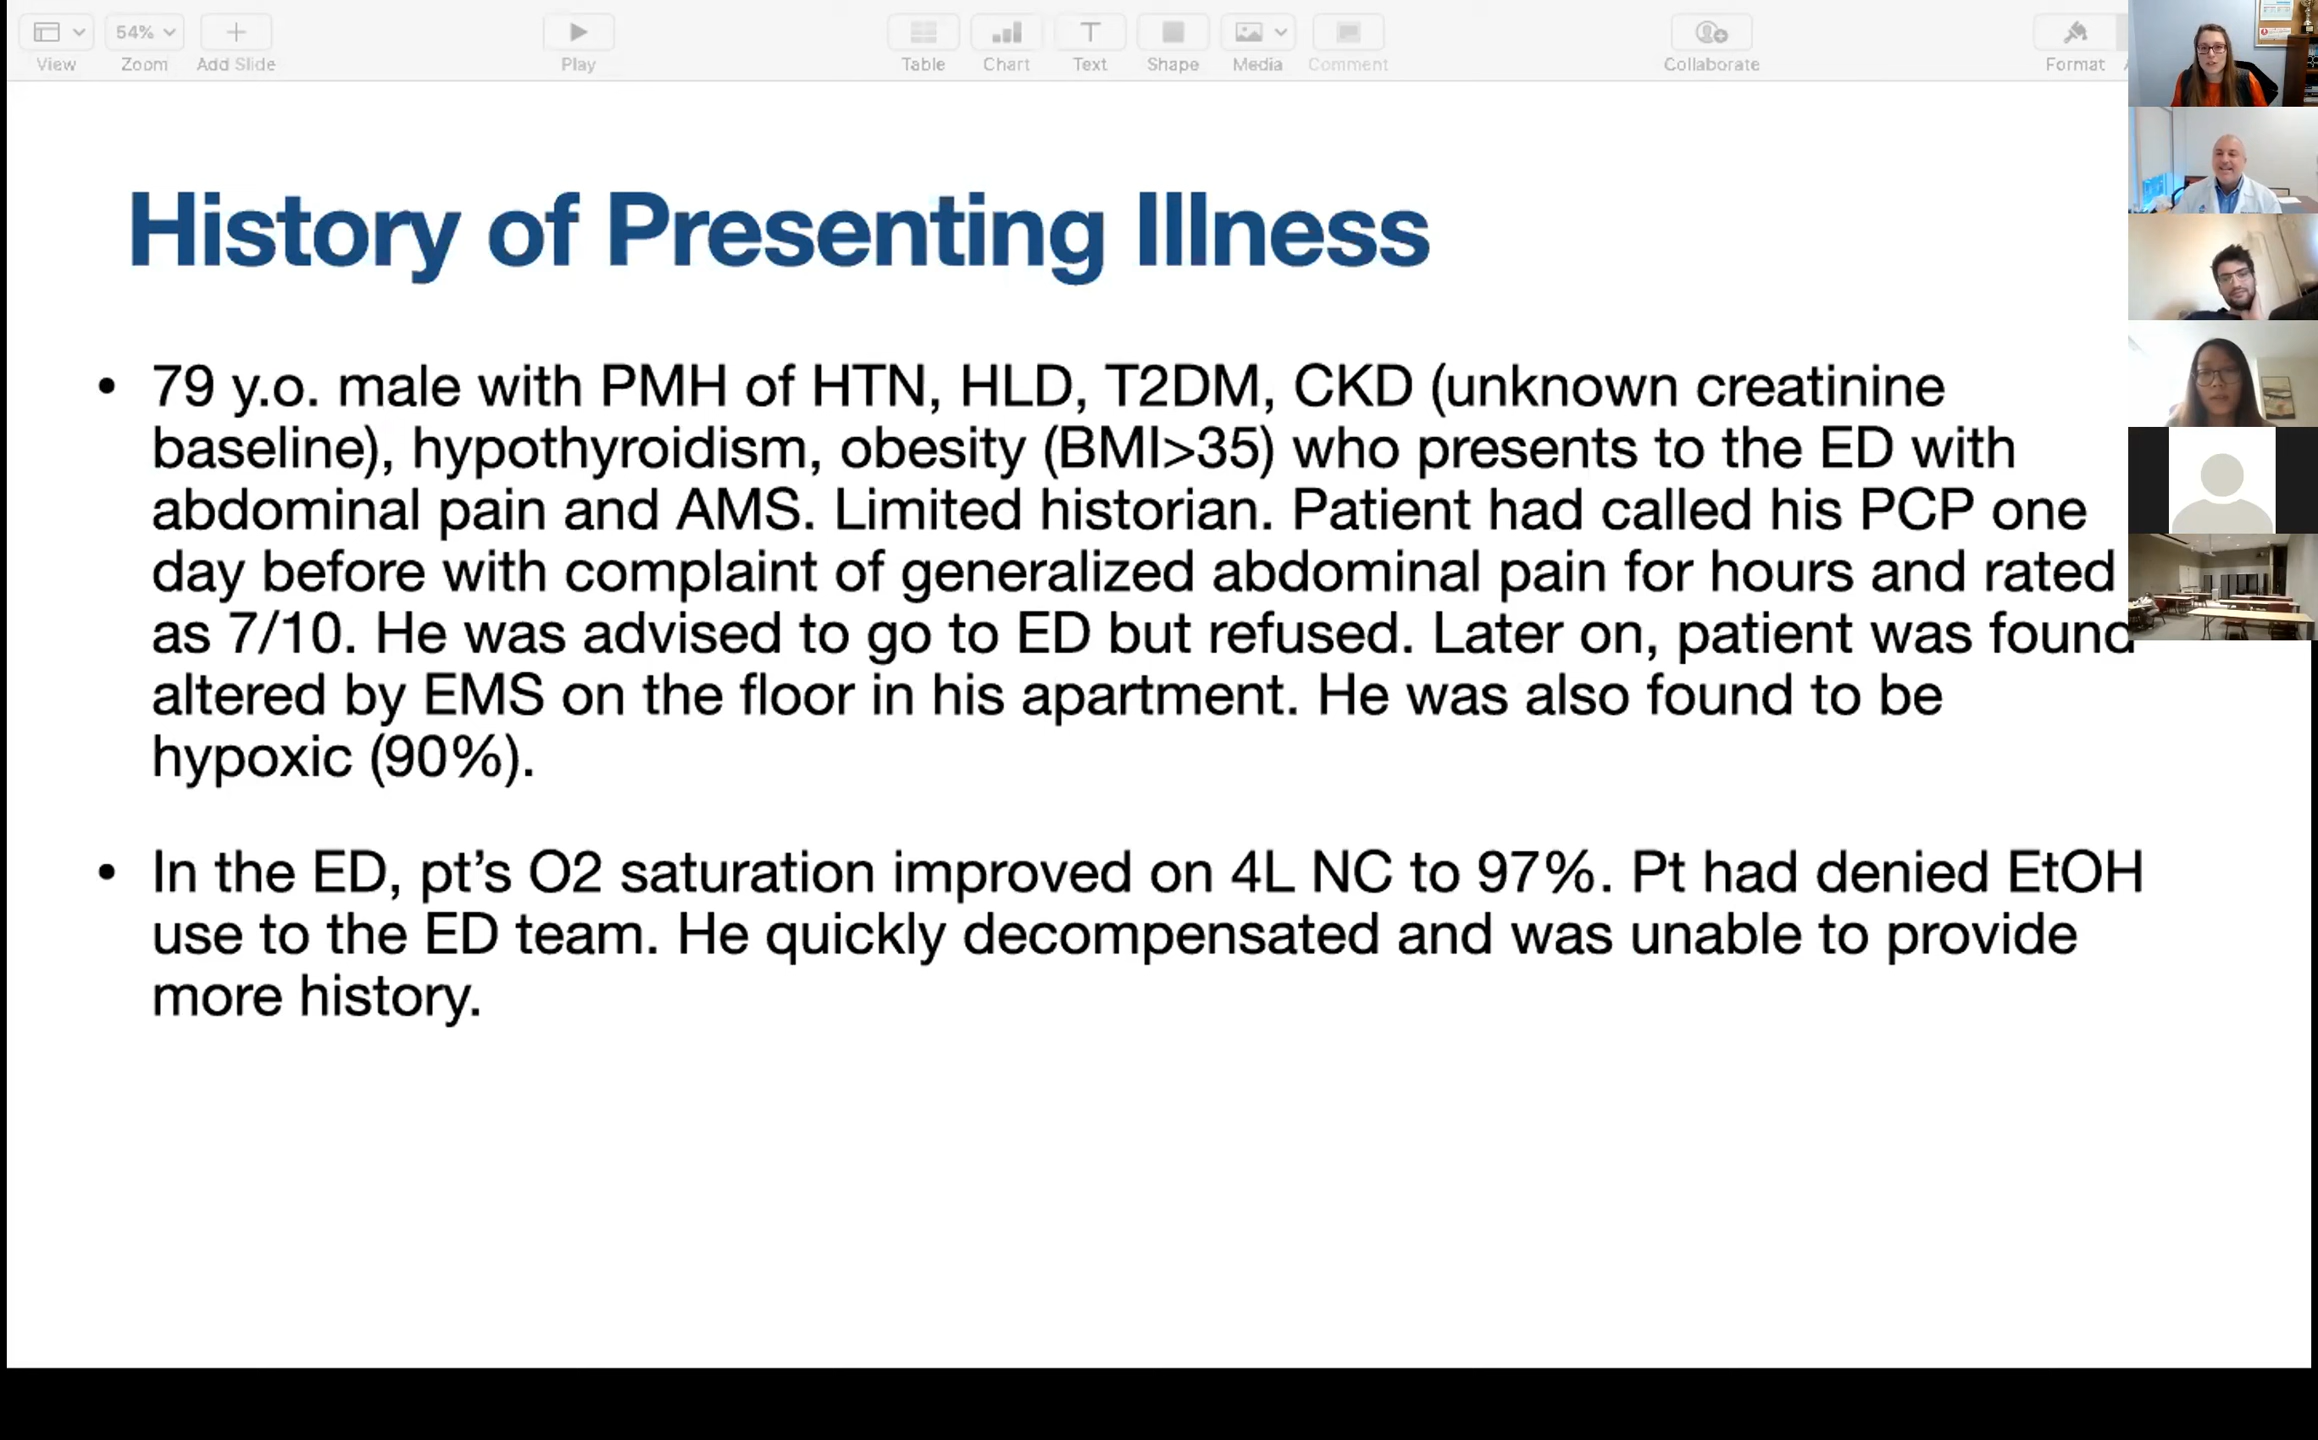 54%
View
Zoom
Add Slide
Play
Table
Chart
Text
Shape
Media
Comment
Collaborate
Format
History of Presenting Illness
• 79 y.o. male with PMH of HTN, HLD, T2DM, CKD (unknown creatinine
baseline), hypothyroidism, obesity (BMI>35) who presents to the ED with
abdominal pain and AMS. Limited historian. Patient had called his PCP one
day before with complaint of generalized abdominal pain for hours and rated
as 7/10. He was advised to go to ED but refused. Later on, patient was found
altered by EMS on the floor in his apartment. He was also found to be
hypoxic (90%).
• In the ED, pt’s O2 saturation improved on 4L NC to 97%. Pt had denied EtOH
use to the ED team. He quickly decompensated and was unable to provide
more history.